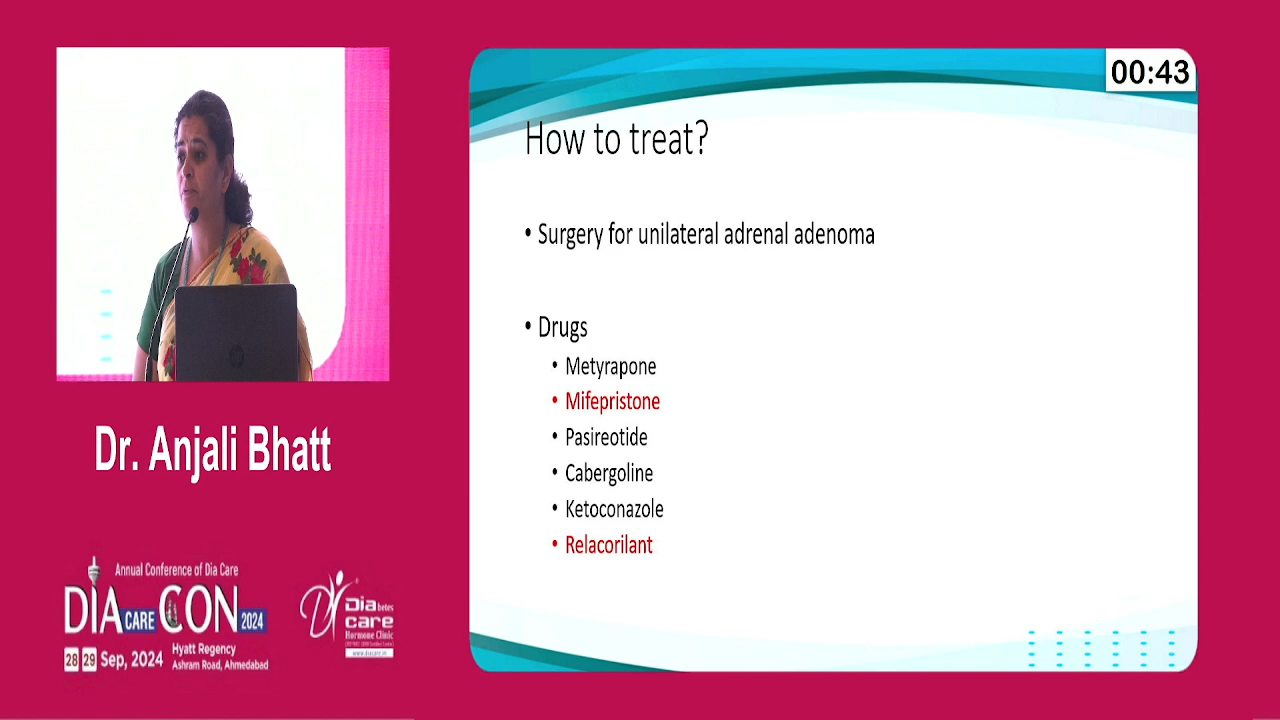 00:43
How to treat?
• Surgery for unilateral adrenal adenoma
• Drugs
• Metyrapone
• Mifepristone
• Pasireotide
• Cabergoline
• Ketoconazole
• Relacorilant
Dr. Anjali Bhatt
Annual Conference of Dia Care
DIA CARE CON 2024
28 29 Sep, 2024
Hyatt Regency
Ashram Road, Ahmedabad
Diabetes
care
Hormone Clinic
www.diacare.in